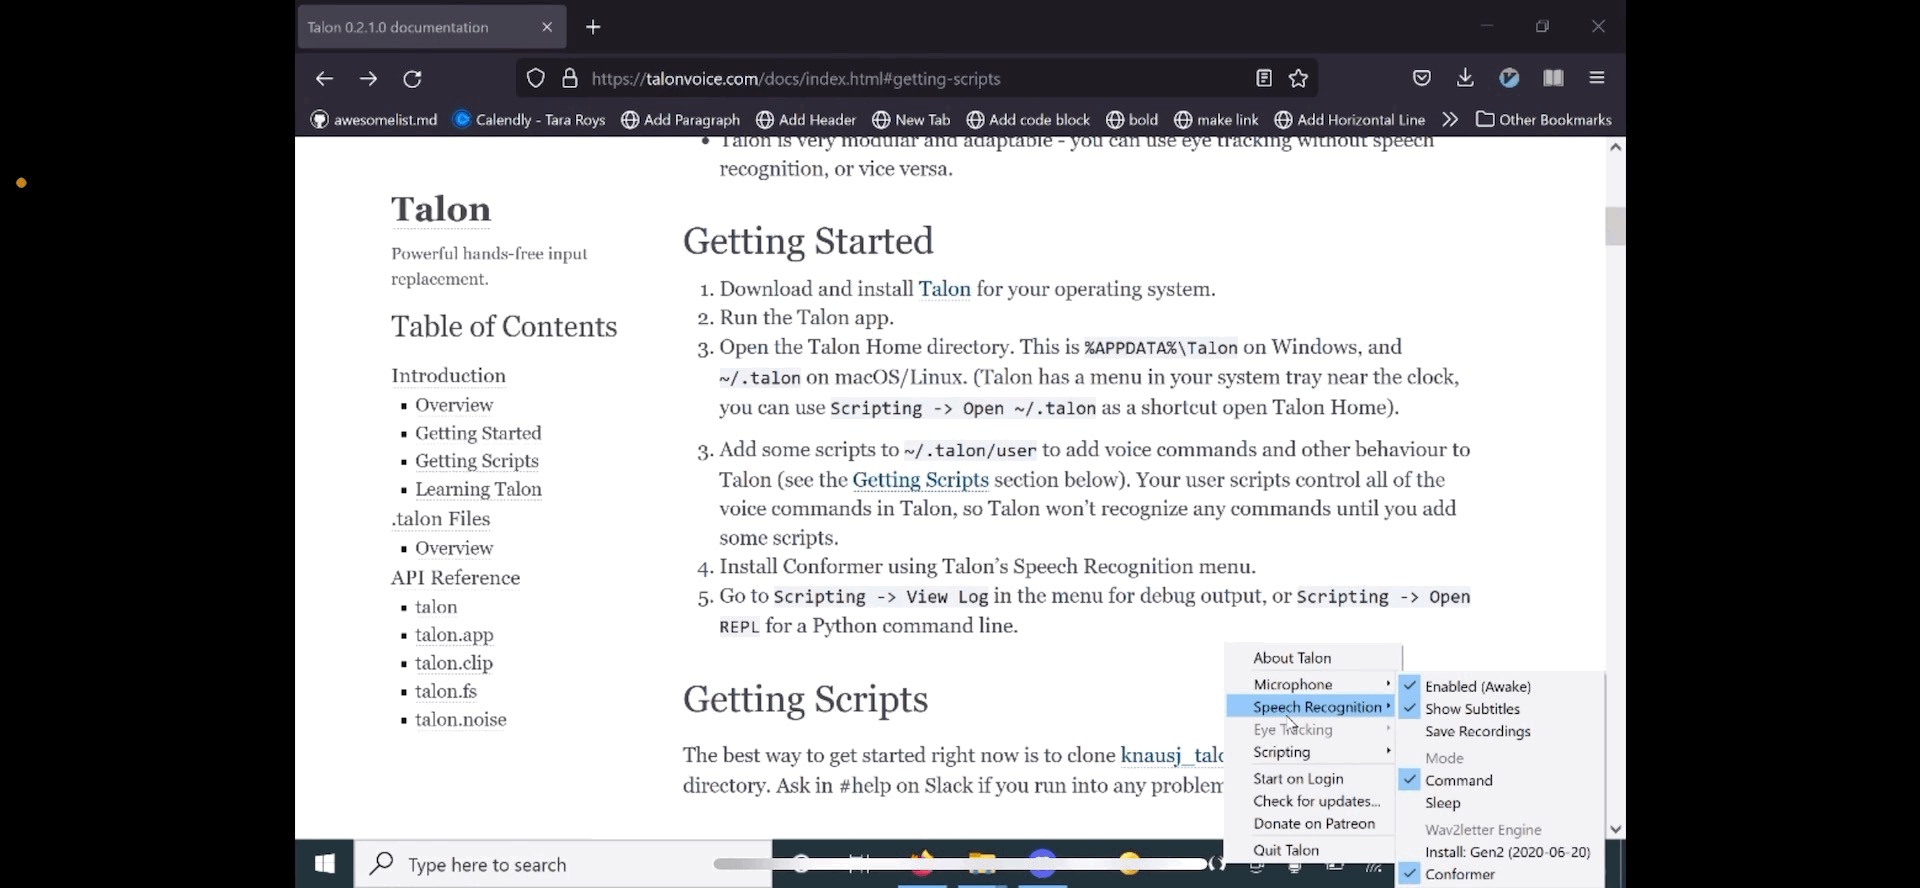 Talon 0.2.1.0 documentation
https://talonvoice.com/docs/index.html#getting-scripts
awesomelist.md
Calendly - Tara Roys
Add Paragraph
Add Header
New Tab
Add code block
bold
make link
Add Horizontal Line
Other Bookmarks
Talon
Powerful hands-free input
replacement.
Table of Contents
Introduction
Overview
Getting Started
Getting Scripts
Learning Talon
.talon Files
Overview
API Reference
talon
talon.app
talon.clip
talon.fs
talon.noise
• Talon is very modular and adaptable - you can use eye tracking without speech
recognition, or vice versa.
Getting Started
1. Download and install Talon for your operating system.
2. Run the Talon app.
3. Open the Talon Home directory. This is %APPDATA%\Talon on Windows, and
~/.talon on macOS/Linux. (Talon has a menu in your system tray near the clock,
you can use Scripting -> Open ~/.talon as a shortcut open Talon Home).
3. Add some scripts to ~/.talon/user to add voice commands and other behaviour to
Talon (see the Getting Scripts section below). Your user scripts control all of the
voice commands in Talon, so Talon won't recognize any commands until you add
some scripts.
4. Install Conformer using Talon's Speech Recognition menu.
5. Go to Scripting -> View Log in the menu for debug output, or Scripting -> Open
REPL for a Python command line.
Getting Scripts
The best way to get started right now is to clone knausj_talo
directory. Ask in #help on Slack if you run into any problem
About Talon
Microphone
Speech Recognition
Eye Tracking
Scripting
Start on Login
Check for updates...
Donate on Patreon
Quit Talon
Enabled (Awake)
Show Subtitles
Save Recordings
Mode
Command
Sleep
Wav2letter Engine
Install: Gen2 (2020-06-20)
Conformer
Type here to search